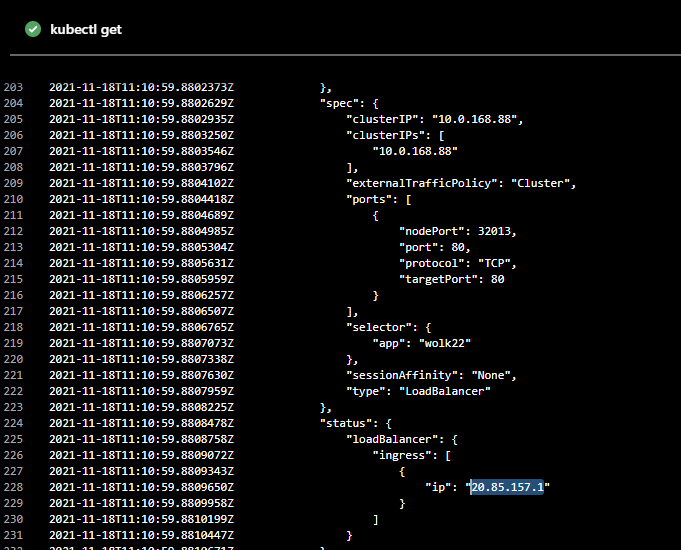 kubectl get
203 2021-11-18T11:10:59.8802373Z },
204 2021-11-18T11:10:59.8802629Z "spec": {
205 2021-11-18T11:10:59.8802935Z "clusterIP": "10.0.168.88",
206 2021-11-18T11:10:59.8803250Z "clusterIPs": [
207 2021-11-18T11:10:59.8803546Z "10.0.168.88"
208 2021-11-18T11:10:59.8803796Z ],
209 2021-11-18T11:10:59.8804102Z "externalTrafficPolicy": "Cluster",
210 2021-11-18T11:10:59.8804418Z "ports": [
211 2021-11-18T11:10:59.8804689Z {
212 2021-11-18T11:10:59.8804985Z "nodePort": 32013,
213 2021-11-18T11:10:59.8805304Z "port": 80,
214 2021-11-18T11:10:59.8805631Z "protocol": "TCP",
215 2021-11-18T11:10:59.8805959Z "targetPort": 80
216 2021-11-18T11:10:59.8806257Z }
217 2021-11-18T11:10:59.8806507Z ],
218 2021-11-18T11:10:59.8806765Z "selector": {
219 2021-11-18T11:10:59.8807073Z "app": "wolk22"
220 2021-11-18T11:10:59.8807338Z },
221 2021-11-18T11:10:59.8807630Z "sessionAffinity": "None",
222 2021-11-18T11:10:59.8807959Z "type": "LoadBalancer"
223 2021-11-18T11:10:59.8808225Z },
224 2021-11-18T11:10:59.8808478Z "status": {
225 2021-11-18T11:10:59.8808758Z "loadBalancer": {
226 2021-11-18T11:10:59.8809072Z "ingress": [
227 2021-11-18T11:10:59.8809343Z {
228 2021-11-18T11:10:59.8809650Z "ip": "20.85.157.1"
229 2021-11-18T11:10:59.8809958Z }
230 2021-11-18T11:10:59.8810199Z ]
231 2021-11-18T11:10:59.8810447Z }